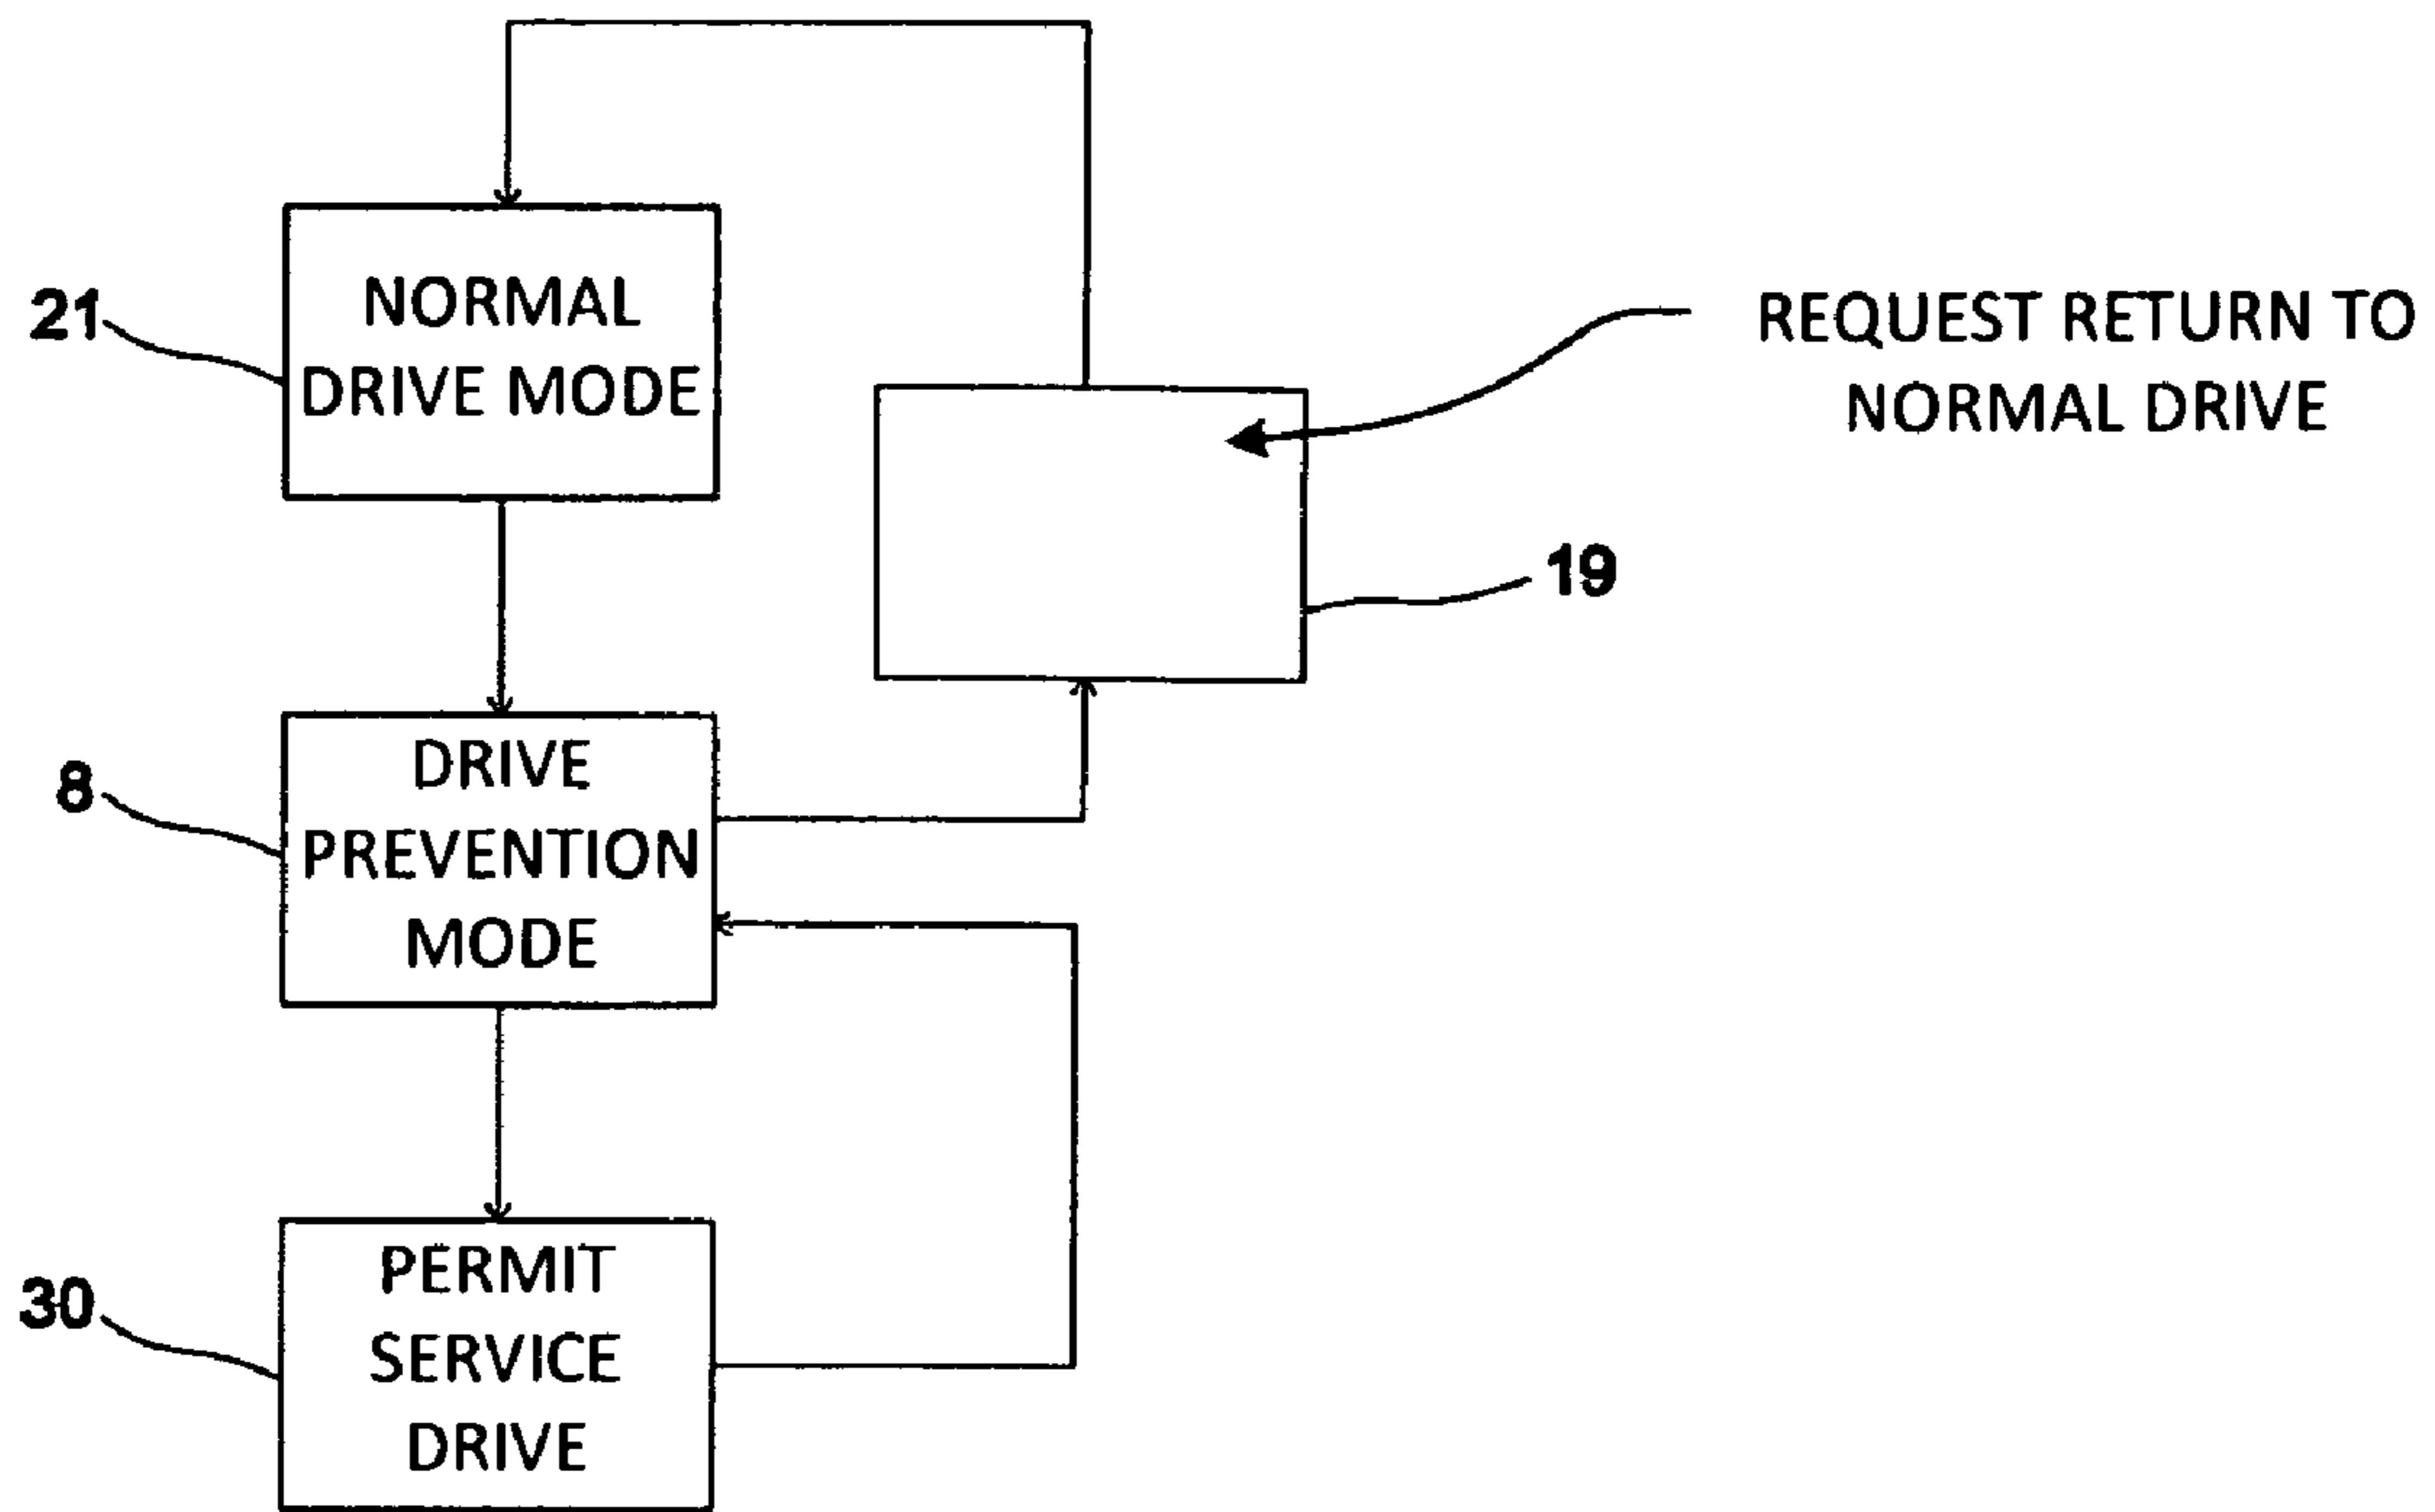 NORMAL
DRIVE MODE
21
REQUEST RETURN TO
NORMAL DRIVE
19
DRIVE
PREVENTION
MODE
8
PERMIT
SERVICE
DRIVE
30